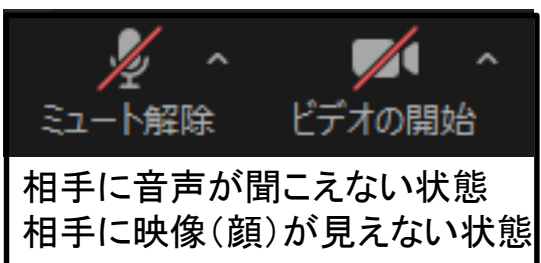 ミュート解除 ビデオの開始
相手に音声が聞こえない状態
相手に映像(顔)が見えない状態